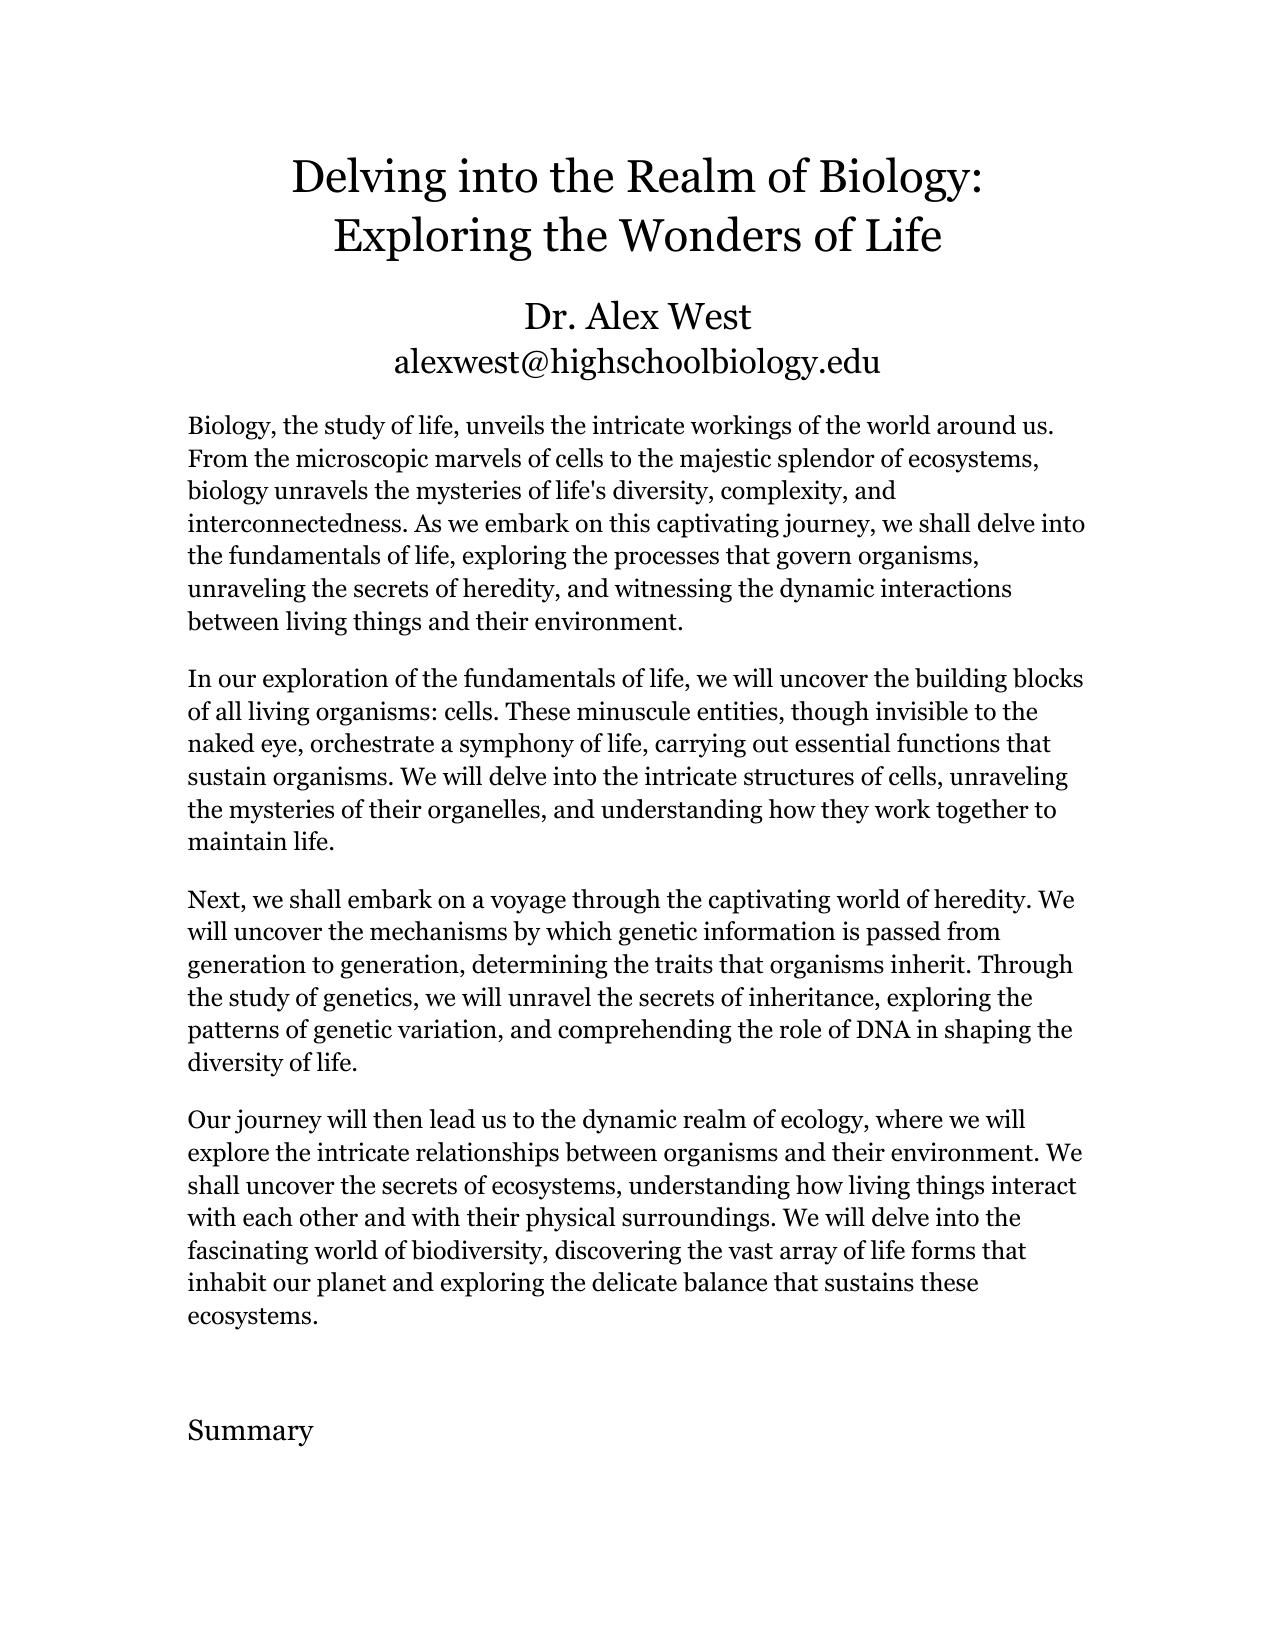 Delving into the Realm of Biology:
Exploring the Wonders of Life
Dr. Alex West
alexwest@highschoolbiology.edu
Biology, the study of life, unveils the intricate workings of the world around us.
From the microscopic marvels of cells to the majestic splendor of ecosystems,
biology unravels the mysteries of life's diversity, complexity, and
interconnectedness. As we embark on this captivating journey, we shall delve into
the fundamentals of life, exploring the processes that govern organisms,
unraveling the secrets of heredity, and witnessing the dynamic interactions
between living things and their environment.
In our exploration of the fundamentals of life, we will uncover the building blocks
of all living organisms: cells. These minuscule entities, though invisible to the
naked eye, orchestrate a symphony of life, carrying out essential functions that
sustain organisms. We will delve into the intricate structures of cells, unraveling
the mysteries of their organelles, and understanding how they work together to
maintain life.
Next, we shall embark on a voyage through the captivating world of heredity. We
will uncover the mechanisms by which genetic information is passed from
generation to generation, determining the traits that organisms inherit. Through
the study of genetics, we will unravel the secrets of inheritance, exploring the
patterns of genetic variation, and comprehending the role of DNA in shaping the
diversity of life.
Our journey will then lead us to the dynamic realm of ecology, where we will
explore the intricate relationships between organisms and their environment. We
shall uncover the secrets of ecosystems, understanding how living things interact
with each other and with their physical surroundings. We will delve into the
fascinating world of biodiversity, discovering the vast array of life forms that
inhabit our planet and exploring the delicate balance that sustains these
ecosystems.
Summary